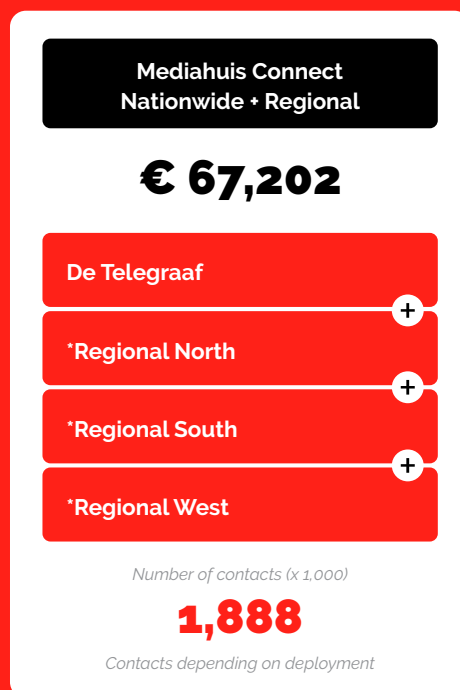 Mediahuis Connect
Nationwide + Regional
€ 67,202
De Telegraaf
+
*Regional North
+
*Regional South
+
*Regional West
Number of contacts (x 1,000)
1,888
Contacts depending on deployment